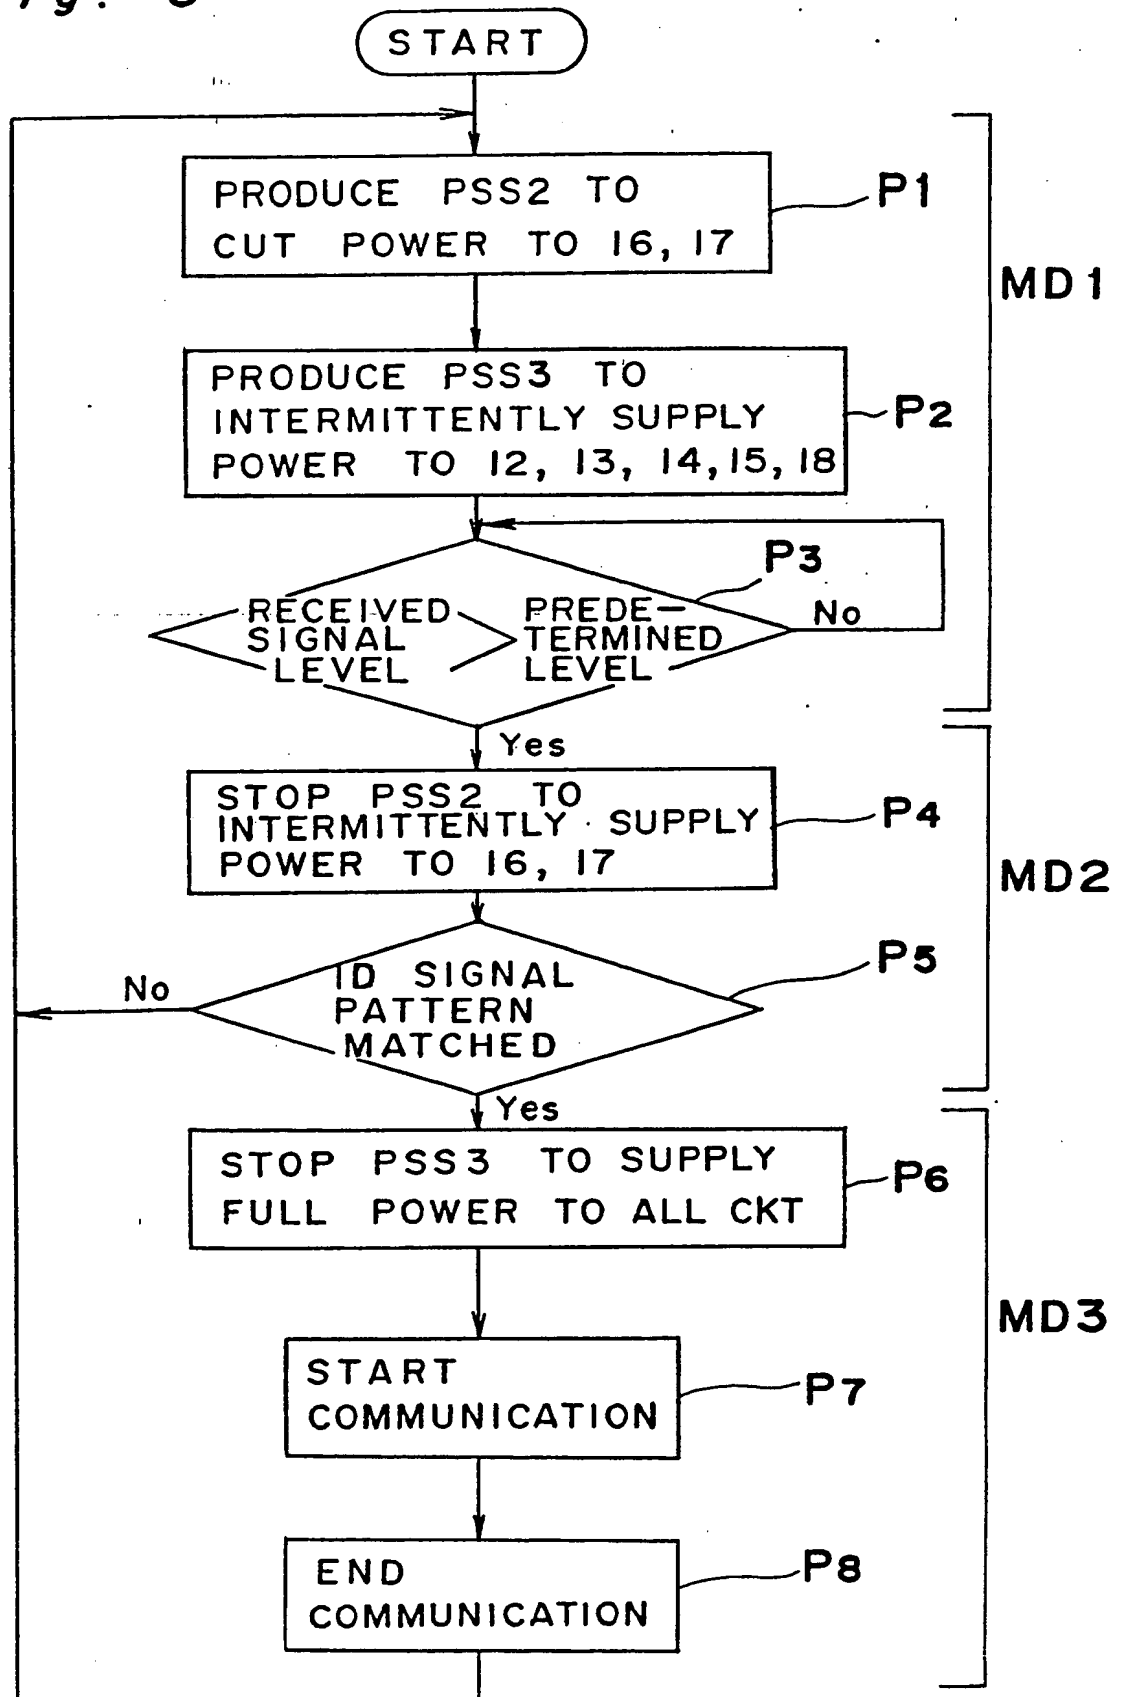 START
PRODUCE PSS2 TO
CUT POWER TO 16, 17
P1
MD1
PRODUCE PSS3 TO
INTERMITTENTLY SUPPLY
POWER TO 12, 13, 14, 15, 18
P2
P3
RECEIVED
SIGNAL
LEVEL
>
PREDE-
TERMINED
LEVEL
No
Yes
STOP PSS2 TO
INTERMITTENTLY SUPPLY
POWER TO 16, 17
P4
MD2
P5
ID SIGNAL
PATTERN
MATCHED
No
Yes
STOP PSS3 TO SUPPLY
FULL POWER TO ALL CKT
P6
MD3
START
COMMUNICATION
P7
END
COMMUNICATION
P8